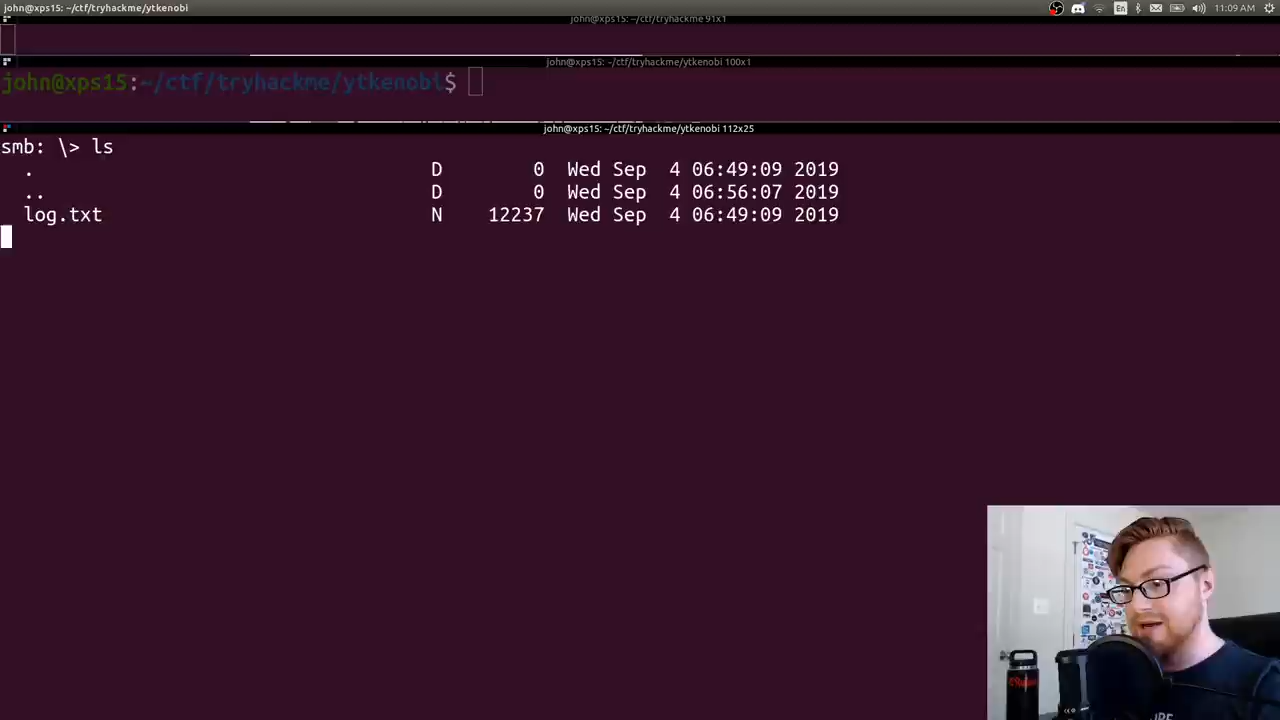 john@xps15: ~/ctf/tryhackme/ytkenobi
En
11:09 AM
john@xps15: ~/ctf/tryhackme 91x1
john@xps15: ~/ctf/tryhackme/ytkenobi 100x1
john@xps15:~/ctf/tryhackme/ytkenobi$
john@xps15: ~/ctf/tryhackme/ytkenobi 112x25
smb: \> ls
. D 0 Wed Sep 4 06:49:09 2019
.. D 0 Wed Sep 4 06:56:07 2019
log.txt N 12237 Wed Sep 4 06:49:09 2019